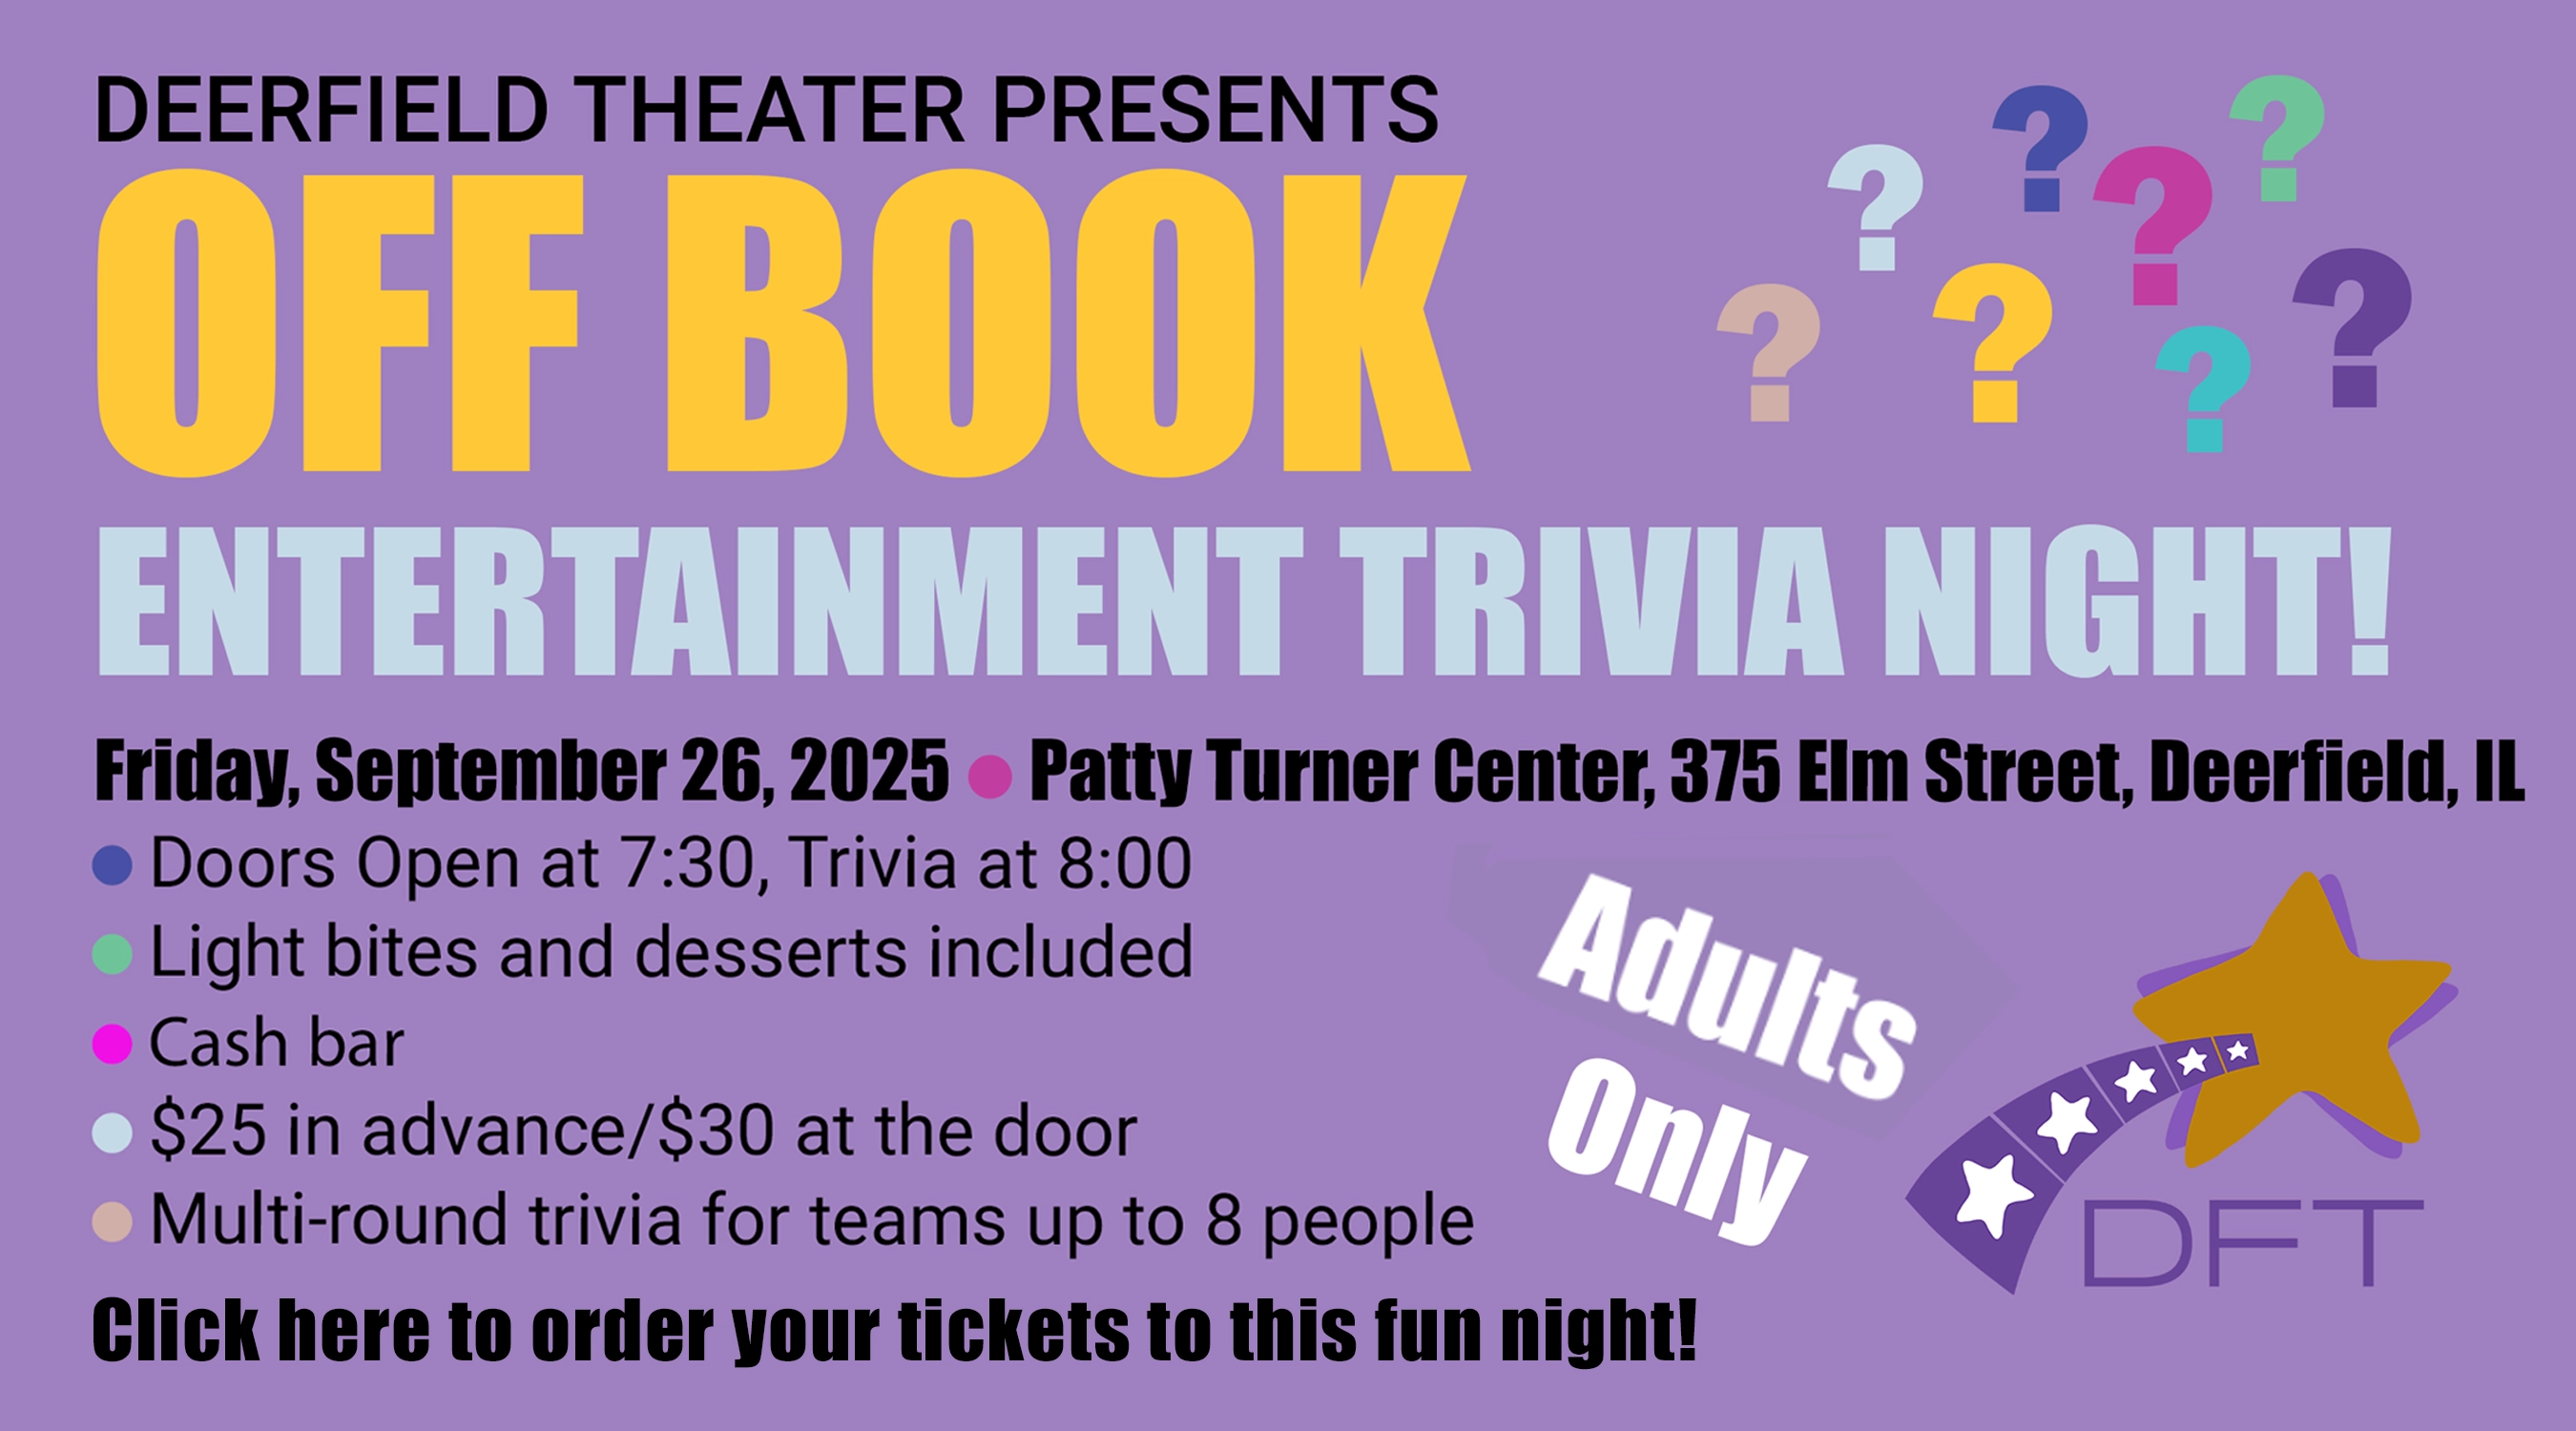 DEERFIELD THEATER PRESENTS
OFF BOOK
? ? ? ? ? ? ? ?
ENTERTAINMENT TRIVIA NIGHT!
Friday, September 26, 2025 ● Patty Turner Center, 375 Elm Street, Deerfield, IL
● Doors Open at 7:30, Trivia at 8:00
● Light bites and desserts included
● Cash bar
● $25 in advance/$30 at the door
● Multi-round trivia for teams up to 8 people
Adults
Only
DFT
Click here to order your tickets to this fun night!